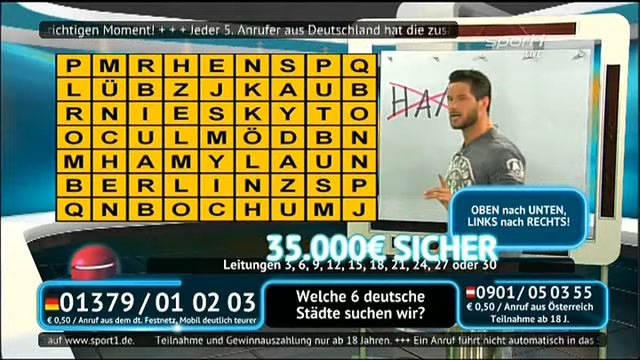 richtigen Moment! +++ Jeder 5. Anrufer aus Deutschland hat die zus
sport1
LIVE
P M R H E N S P Q
L Ü B Z J K A U B
R N I E S K Y T O
O C U L M Ö D B N
M H A M Y L A U N
B E R L I N Z S P
Q N B O C H U M J
HAM
OBEN nach UNTEN,
LINKS nach RECHTS!
35.000€ SICHER
Leitungen 3, 6, 9, 12, 15, 18, 21, 24, 27 oder 30
01379/01 02 03
€ 0,50 / Anruf aus dem dt. Festnetz, Mobil deutlich teurer
Welche 6 deutsche
Städte suchen wir?
0901/05 03 55
€ 0,50 / Anruf aus Österreich
Teilnahme ab 18 J.
auf www.sport1.de. Teilnahme und Gewinnauszahlung nur ab 18 Jahren. +++ Ein Anruf führt nicht automatisch in das